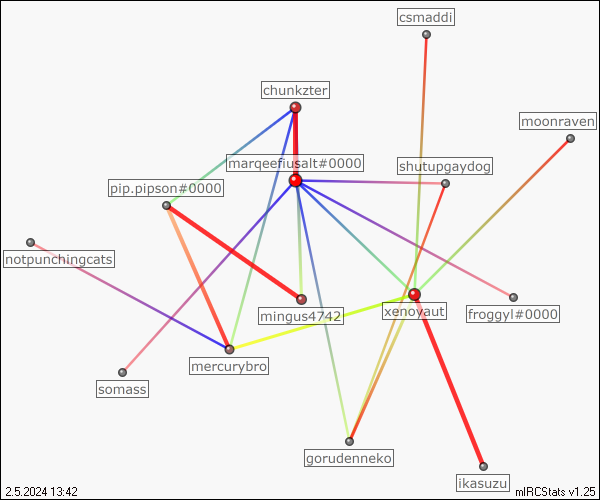 csmaddi
chunkzter
moonraven
marqeefiusalt#0000
shutupgaydog
pip.pipson#0000
notpunchingcats
mingus4742
xenoyaut
froggyl#0000
mercurybro
somass
gorudenneko
ikasuzu
2.5.2024 13:42
mIRCStats v1.25